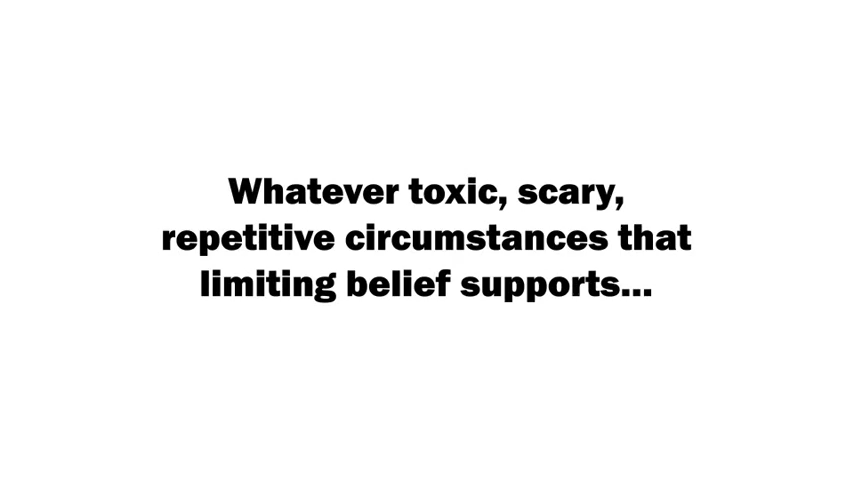 Whatever toxic, scary,
repetitive circumstances that
limiting belief supports...